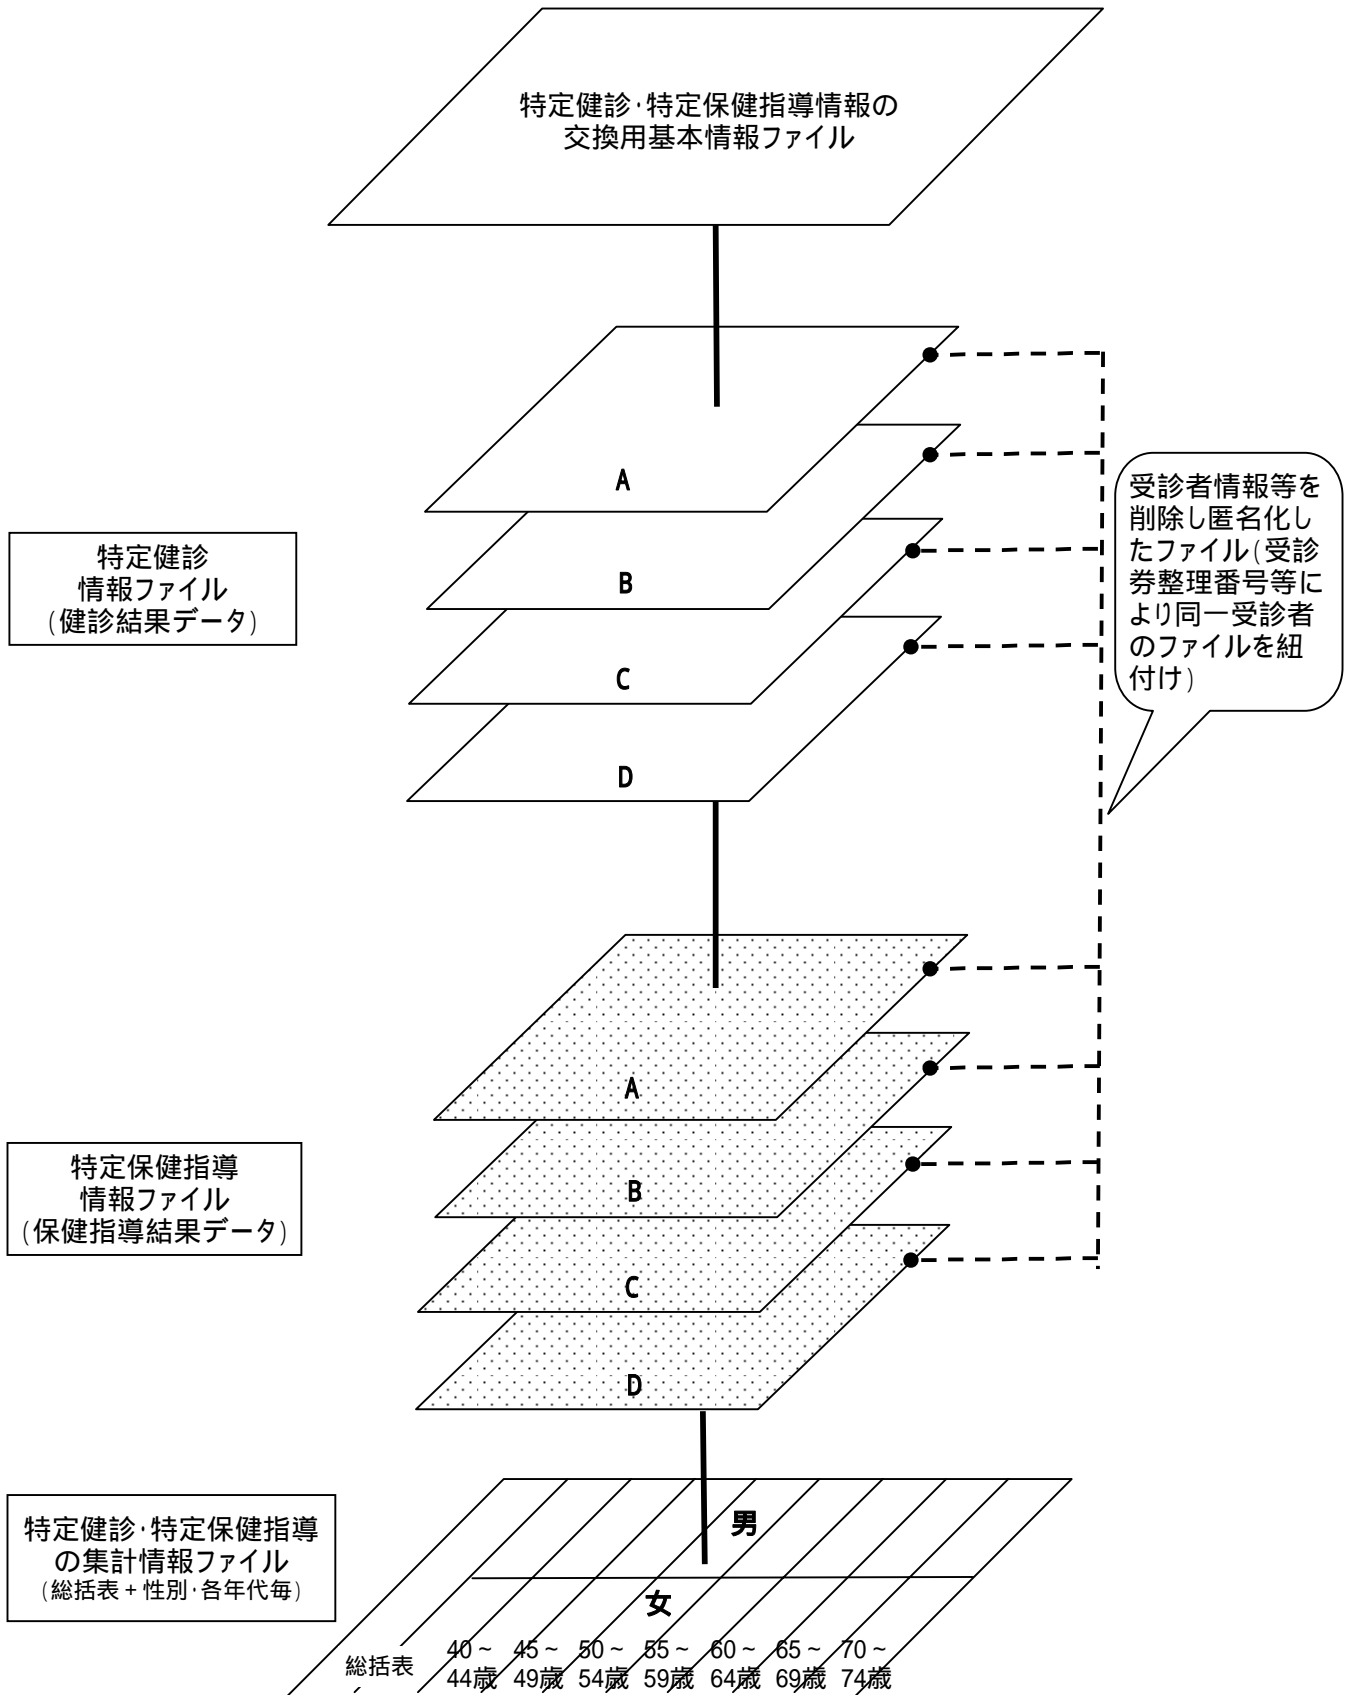 特定健診・特定保健指導情報の
交換用基本情報ファイル
A
B
C
D
特定健診
情報ファイル
(健診結果データ)
受診者情報等を
削除し匿名化し
たファイル(受診
券整理番号等に
より同一受診者
のファイルを紐
付け)
A
B
C
D
特定保健指導
情報ファイル
(保健指導結果データ)
特定健診・特定保健指導
の集計情報ファイル
(総括表+性別・各年代毎)
男
女
総括表
40~
44歳
45~
49歳
50~
54歳
55~
59歳
60~
64歳
65~
69歳
70~
74歳